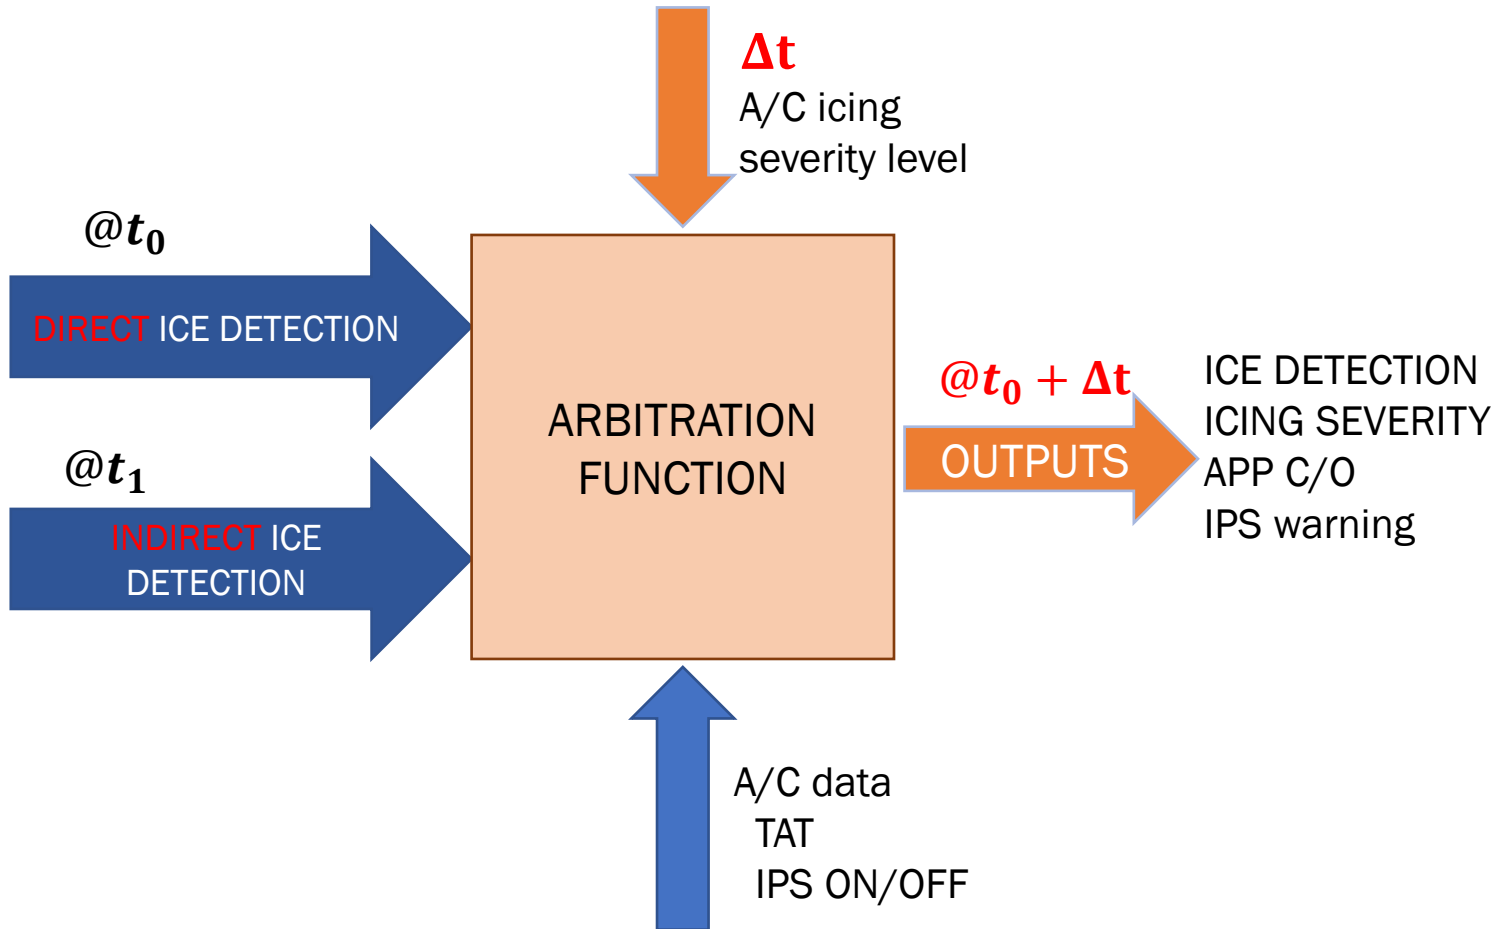 Δt
A/C icing
severity level
@t₀
DIRECT ICE DETECTION
@t₁
INDIRECT ICE
DETECTION
ARBITRATION
FUNCTION
@t₀ + Δt
OUTPUTS
ICE DETECTION
ICING SEVERITY
APP C/O
IPS warning
A/C data
TAT
IPS ON/OFF